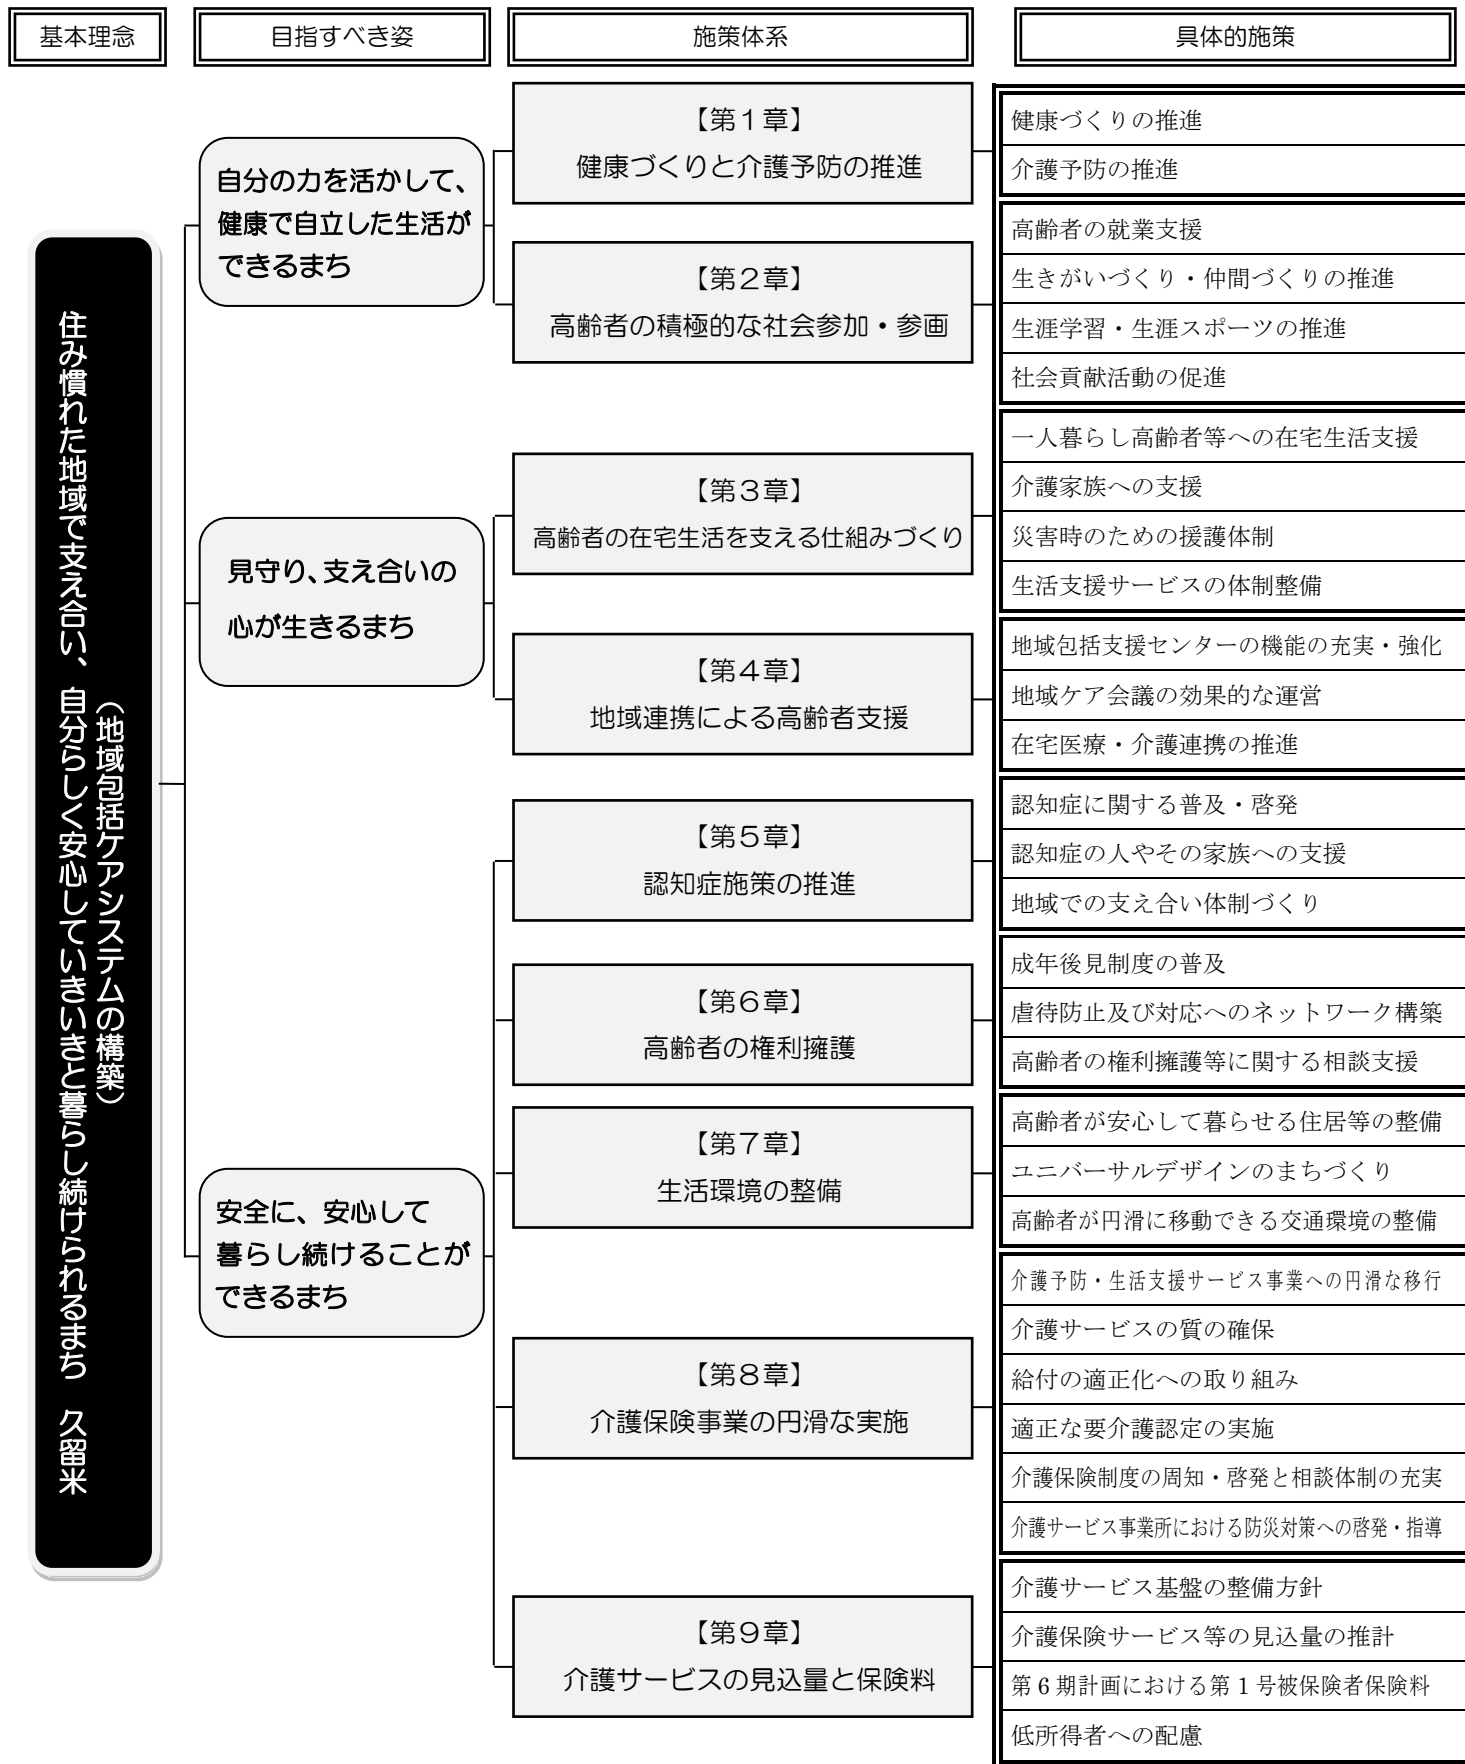 基本理念
目指すべき姿
施策体系
具体的施策
住み慣れた地域で支え合い、自分らしく安心していきいきと暮らし続けられるまち　久留米
（地域包括ケアシステムの構築）
自分の力を活かして、
健康で自立した生活が
できるまち
【第１章】
健康づくりと介護予防の推進
健康づくりの推進
介護予防の推進
【第２章】
高齢者の積極的な社会参加・参画
高齢者の就業支援
生きがいづくり・仲間づくりの推進
生涯学習・生涯スポーツの推進
社会貢献活動の促進
見守り、支え合いの
心が生きるまち
【第３章】
高齢者の在宅生活を支える仕組みづくり
一人暮らし高齢者等への在宅生活支援
介護家族への支援
災害時のための援護体制
生活支援サービスの体制整備
【第４章】
地域連携による高齢者支援
地域包括支援センターの機能の充実・強化
地域ケア会議の効果的な運営
在宅医療・介護連携の推進
安全に、安心して
暮らし続けることが
できるまち
【第５章】
認知症施策の推進
認知症に関する普及・啓発
認知症の人やその家族への支援
地域での支え合い体制づくり
【第６章】
高齢者の権利擁護
成年後見制度の普及
虐待防止及び対応へのネットワーク構築
高齢者の権利擁護等に関する相談支援
【第７章】
生活環境の整備
高齢者が安心して暮らせる住居等の整備
ユニバーサルデザインのまちづくり
高齢者が円滑に移動できる交通環境の整備
【第８章】
介護保険事業の円滑な実施
介護予防・生活支援サービス事業への円滑な移行
介護サービスの質の確保
給付の適正化への取り組み
適正な要介護認定の実施
介護保険制度の周知・啓発と相談体制の充実
介護サービス事業所における防災対策への啓発・指導
【第９章】
介護サービスの見込量と保険料
介護サービス基盤の整備方針
介護保険サービス等の見込量の推計
第 6 期計画における第 1 号被保険者保険料
低所得者への配慮